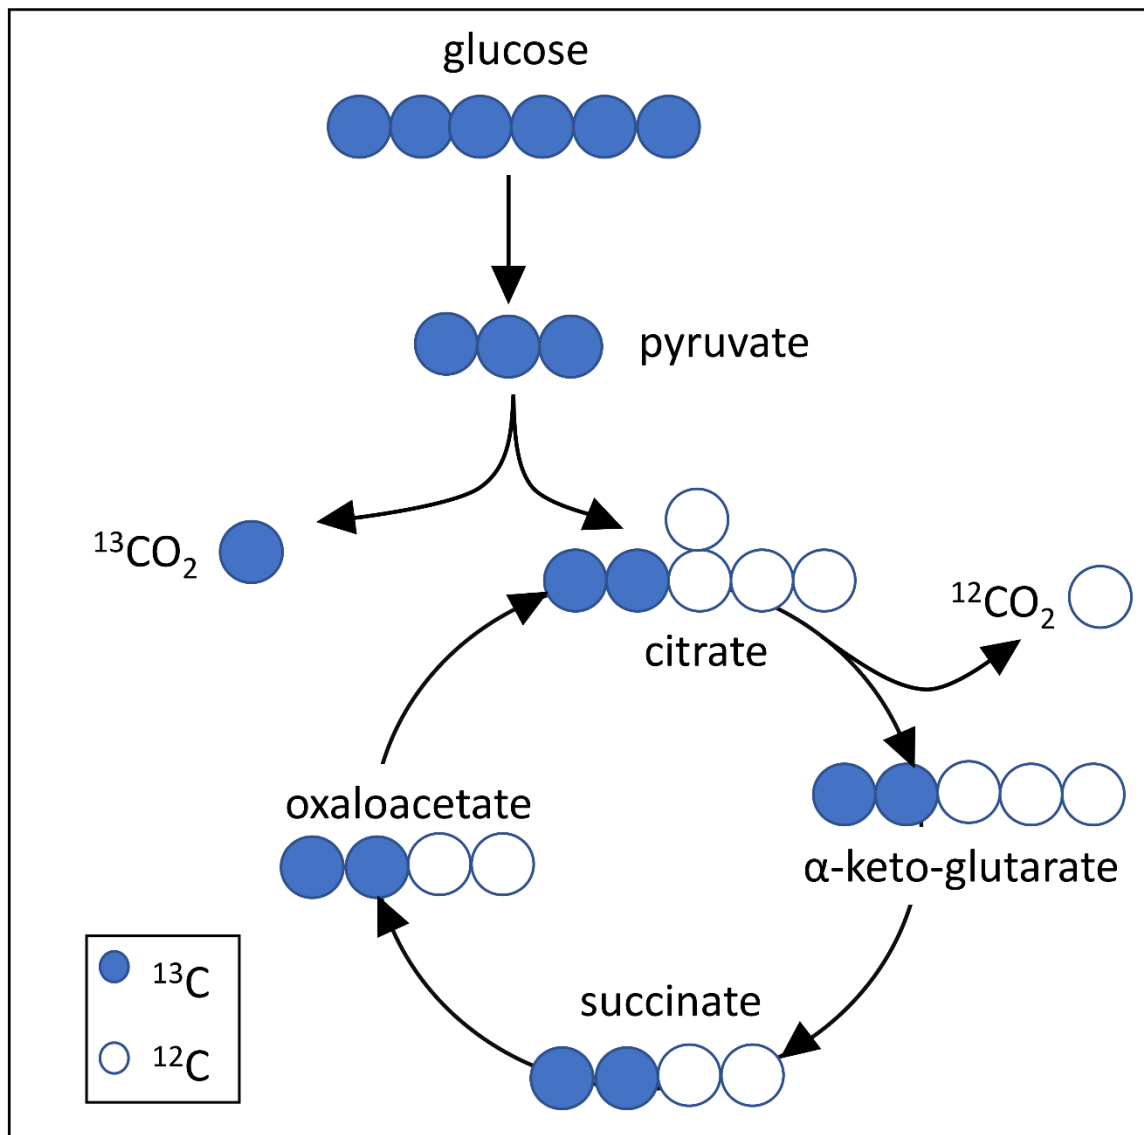 glucose
pyruvate
¹³CO₂
¹²CO₂
citrate
oxaloacetate
α-keto-glutarate
succinate
¹³C
¹²C